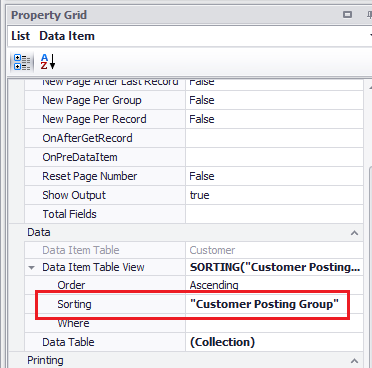 Property Grid
List Data Item
A
Z
New Page After Last Record False
New Page Per Group False
New Page Per Record False
OnAfterGetRecord
OnPreDataItem
Reset Page Number False
Show Output true
Total Fields
Data
Data Item Table Customer
Data Item Table View SORTING("Customer Posting...
Order Ascending
Sorting "Customer Posting Group"
Where
Data Table (Collection)
Printing